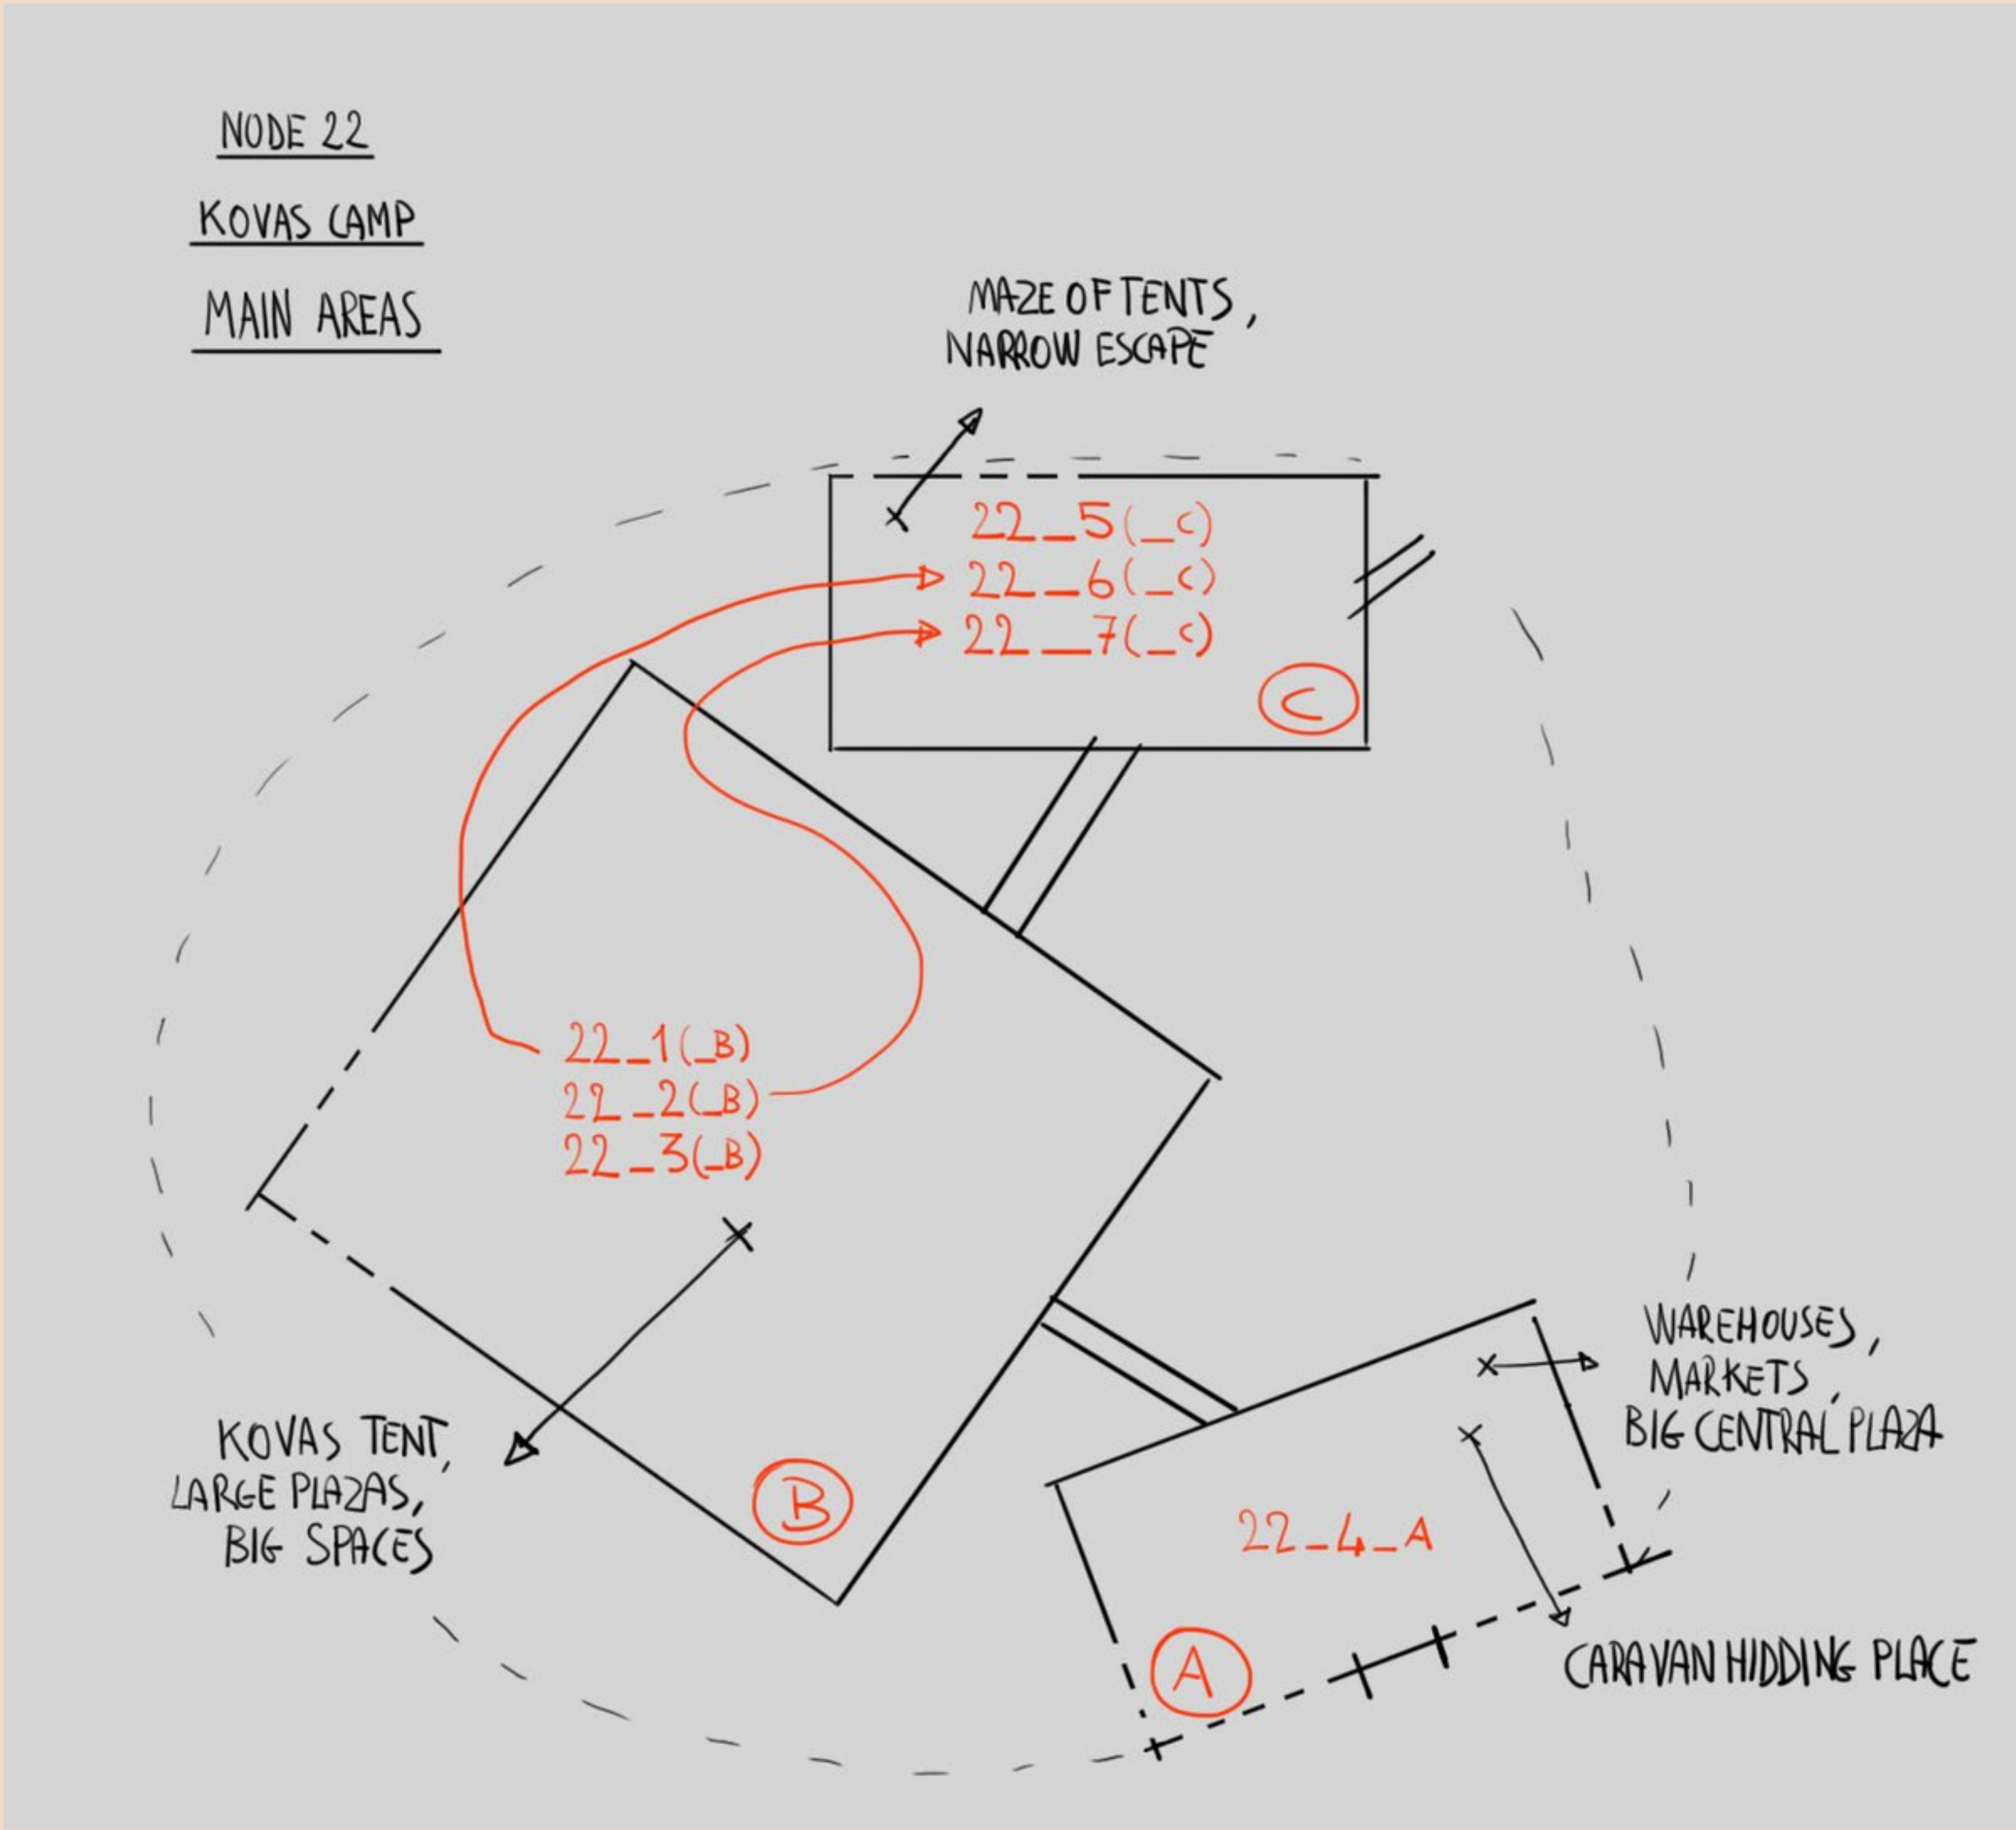 NODE 22
KOVAS CAMP
MAIN AREAS
MAZE OF TENTS,
NARROW ESCAPE
22_5(_C)
22_6(_C)
22_7(_C)
C
22_1(_B)
22_2(_B)
22_3(_B)
KOVAS TENT,
LARGE PLAZAS,
BIG SPACES
B
WAREHOUSES,
MARKETS,
BIG CENTRAL PLAZA
22_4_A
A
CARAVAN HIDDING PLACE